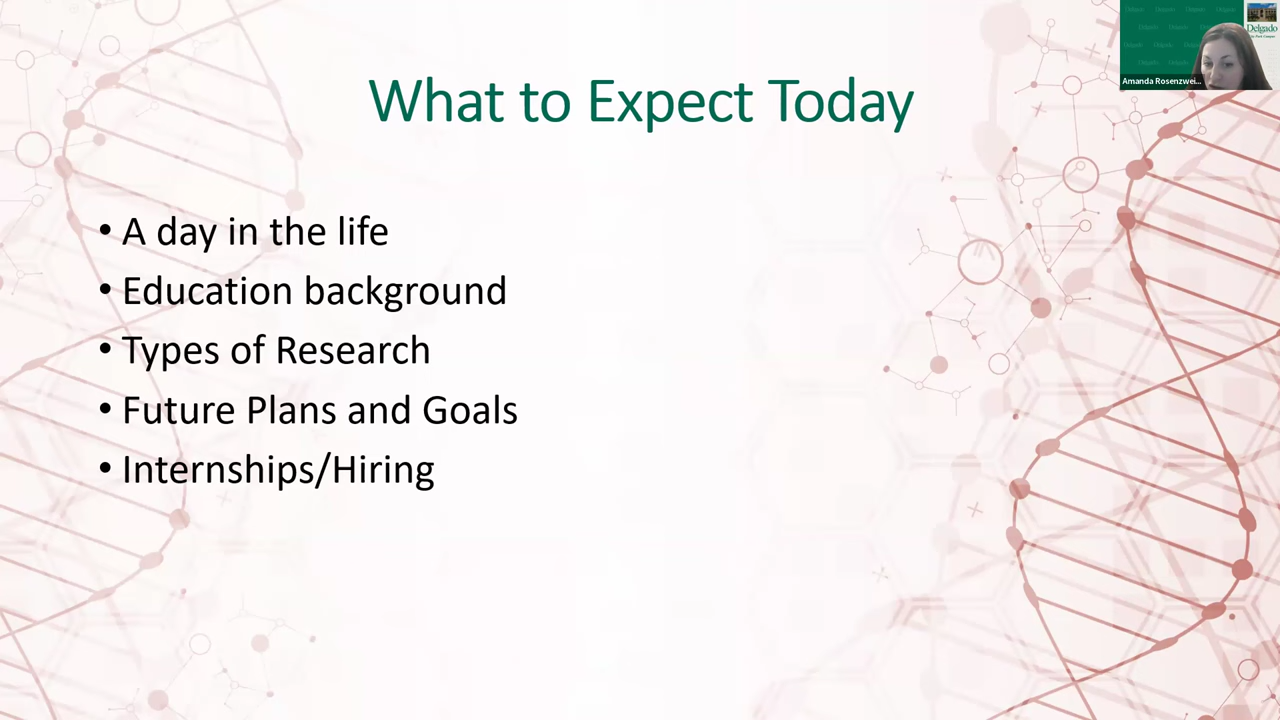 What to Expect Today
• A day in the life
• Education background
• Types of Research
• Future Plans and Goals
• Internships/Hiring
Delgado
Amanda Rosenzwei...